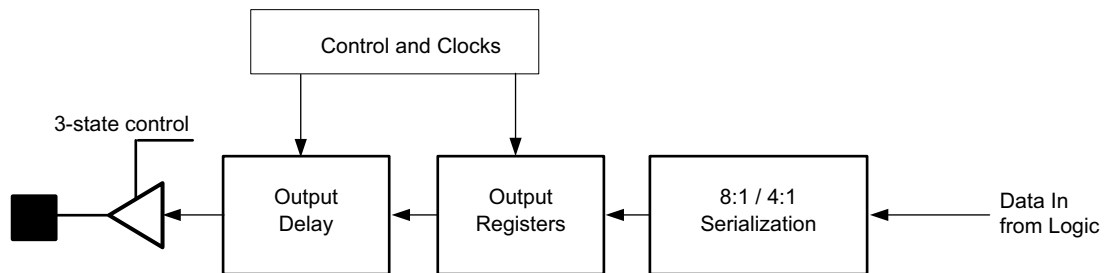 Control and Clocks
3-state control
Output
Delay
Output
Registers
8:1 / 4:1
Serialization
Data In
from Logic